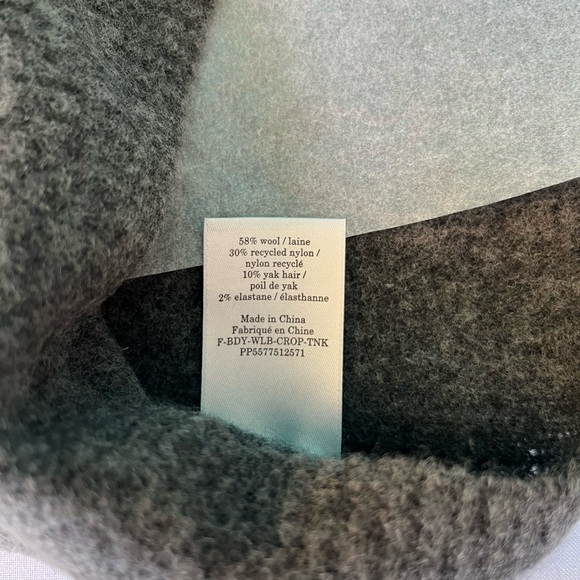 58% wool / laine
30% recycled nylon /
nylon recyclé
10% yak hair /
poil de yak
2% elastane / élasthanne
Made in China
Fabriqué en Chine
F-BDY-WLB-CROP-TNK
PP5577512571